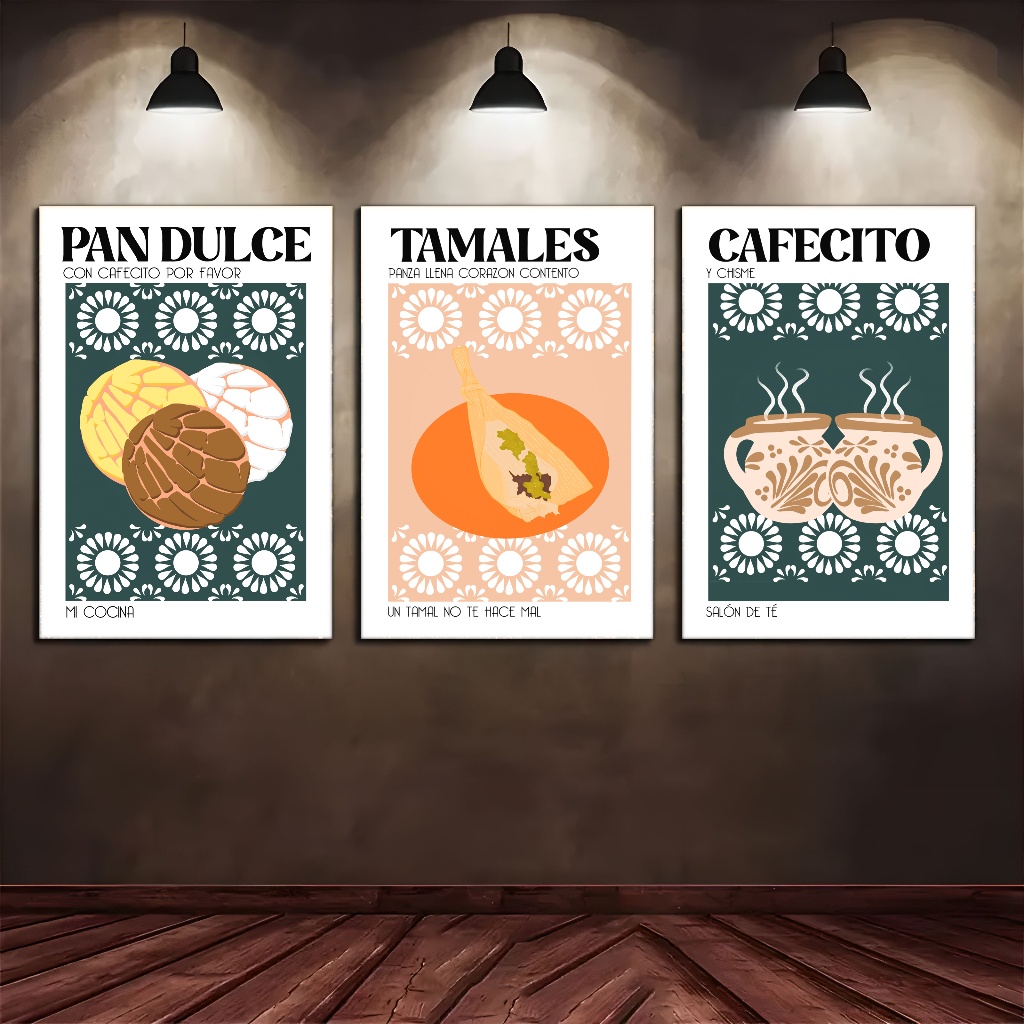 PAN DULCE
CON CAFECITO POR FAVOR
MI COCINA
TAMALES
PANZA LLENA CORAZON CONTENTO
UN TAMAL NO TE HACE MAL
CAFECITO
Y CHISME
SALÓN DE TÉ